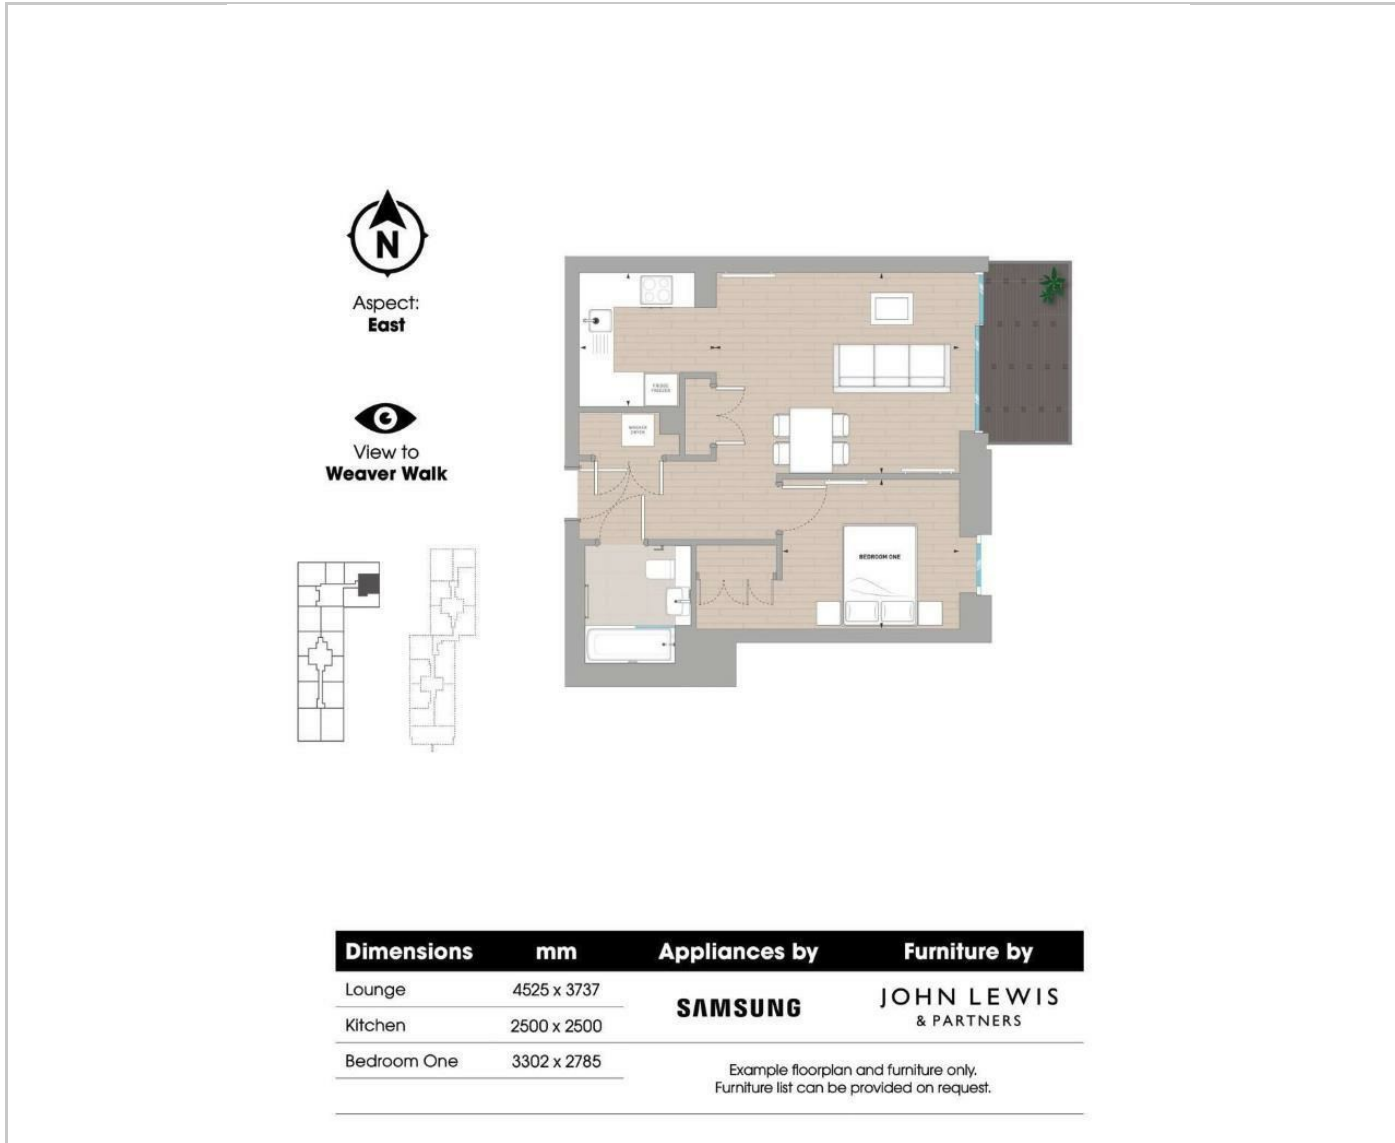 N
Aspect:
East
View to
Weaver Walk
FRIDGE
FREEZER
WASHER
DRYER
BEDROOM ONE
Dimensions mm Appliances by Furniture by
Lounge 4525 x 3737
Kitchen 2500 x 2500
Bedroom One 3302 x 2785
SAMSUNG
JOHN LEWIS
& PARTNERS
Example floorplan and furniture only.
Furniture list can be provided on request.